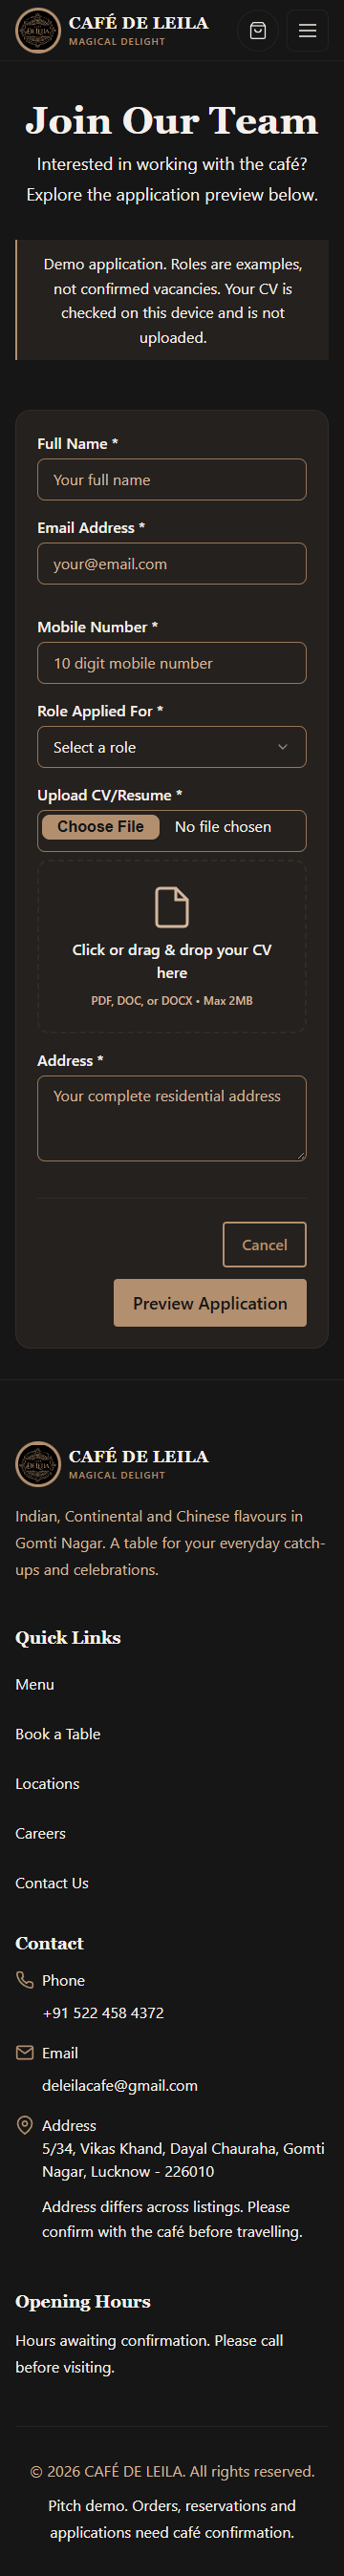 CAFÉ DE LEILA
MAGICAL DELIGHT
Join Our Team
Interested in working with the café?
Explore the application preview below.
Demo application. Roles are examples,
not confirmed vacancies. Your CV is
checked on this device and is not
uploaded.
Full Name *
Your full name
Email Address *
your@email.com
Mobile Number *
10 digit mobile number
Role Applied For *
Select a role
Upload CV/Resume *
Choose File No file chosen
Click or drag & drop your CV
here
PDF, DOC, or DOCX • Max 2MB
Address *
Your complete residential address
Cancel
Preview Application
DE LEILA
CAFÉ DE LEILA
MAGICAL DELIGHT
Indian, Continental and Chinese flavours in
Gomti Nagar. A table for your everyday catch-
ups and celebrations.
Quick Links
Menu
Book a Table
Locations
Careers
Contact Us
Contact
Phone
+91 522 458 4372
Email
deleilacafe@gmail.com
Address
5/34, Vikas Khand, Dayal Chauraha, Gomti
Nagar, Lucknow - 226010
Address differs across listings. Please
confirm with the café before travelling.
Opening Hours
Hours awaiting confirmation. Please call
before visiting.
© 2026 CAFÉ DE LEILA. All rights reserved.
Pitch demo. Orders, reservations and
applications need café confirmation.